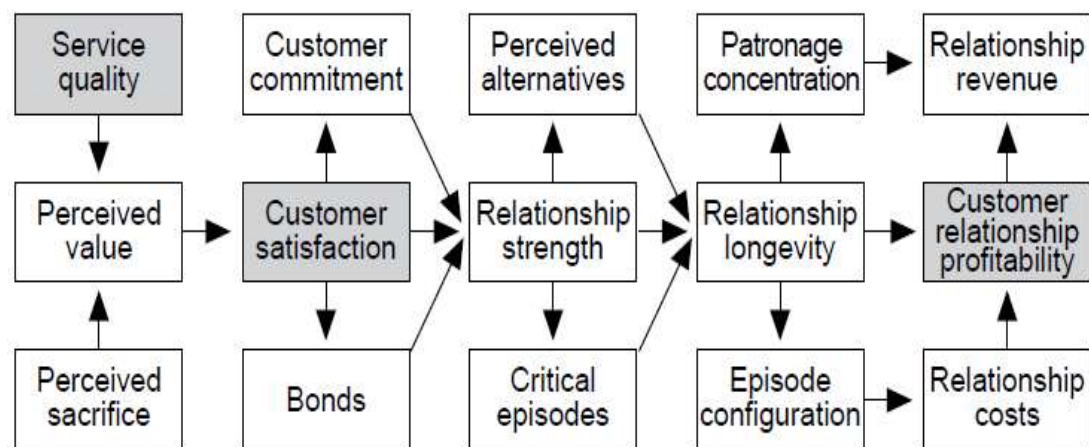 Service
quality
Customer
commitment
Perceived
alternatives
Patronage
concentration
Relationship
revenue
Perceived
value
Customer
satisfaction
Relationship
strength
Relationship
longevity
Customer
relationship
profitability
Perceived
sacrifice
Bonds
Critical
episodes
Episode
configuration
Relationship
costs